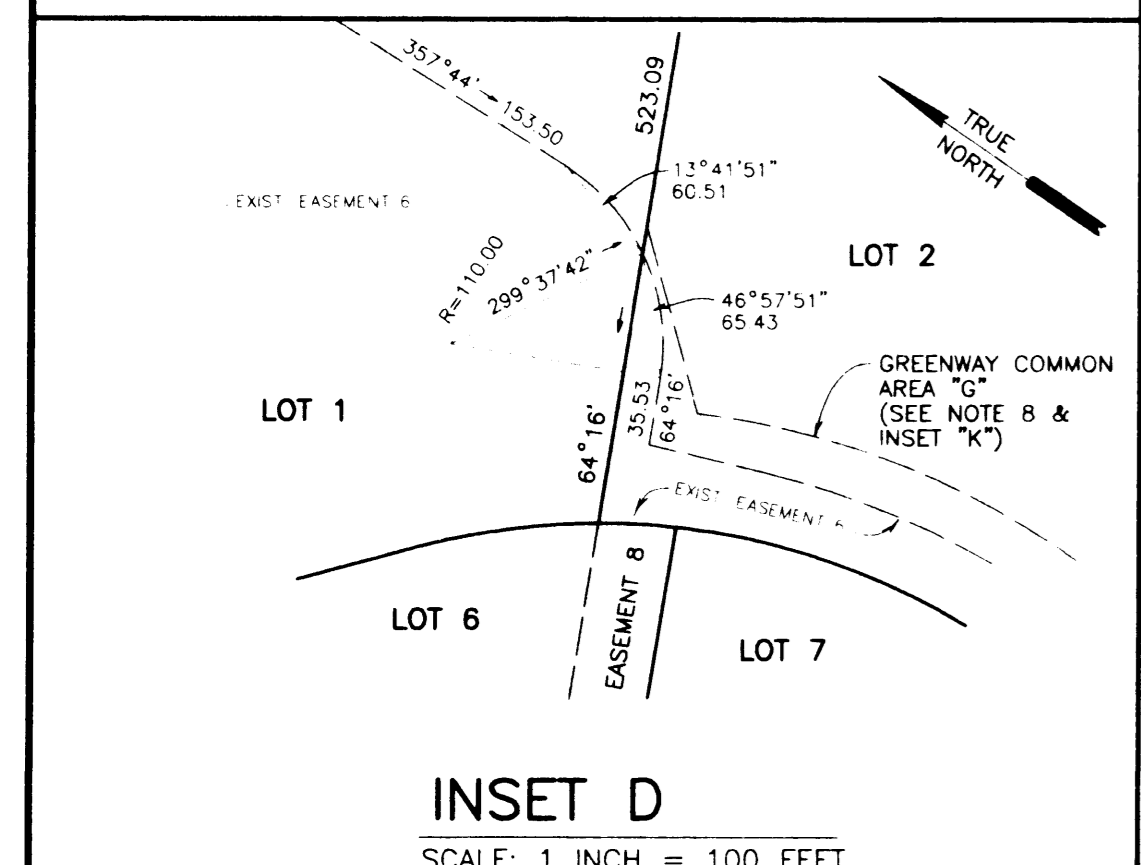 357°44' 153.50
523.09
TRUE
NORTH
13°41'51"
60.51
EXIST EASEMENT 6
R=110.00
299°37'42"
LOT 2
46°57'51"
65.43
GREENWAY COMMON
AREA "G"
(SEE NOTE 8 &
INSET "K")
LOT 1
64°16'
35.53
64°16'
EXIST EASEMENT 6
EASEMENT 8
LOT 6
LOT 7
INSET D
SCALE: 1 INCH = 100 FEET